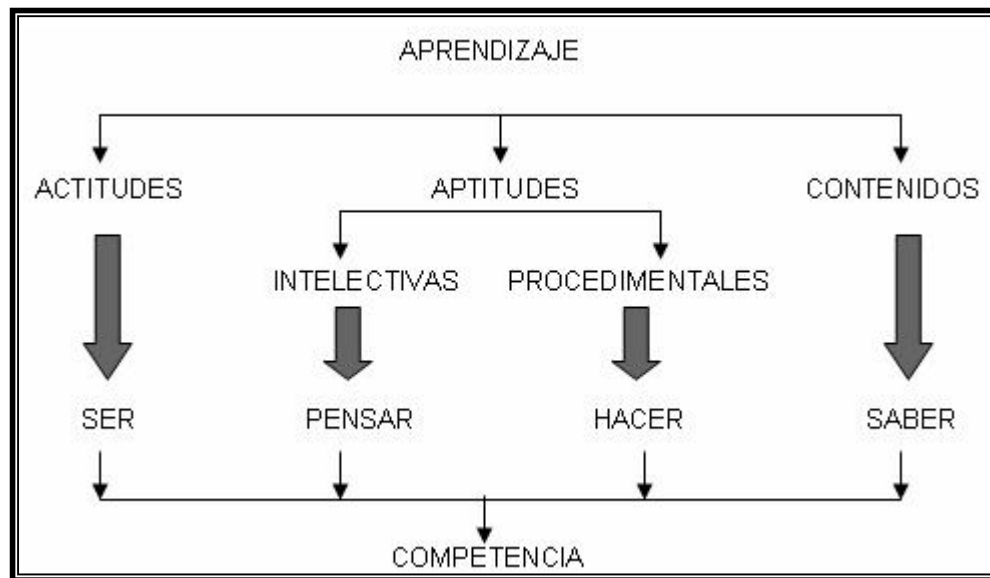 APRENDIZAJE
ACTITUDES APTITUDES CONTENIDOS
INTELECTIVAS PROCEDIMENTALES
SER PENSAR HACER SABER
COMPETENCIA